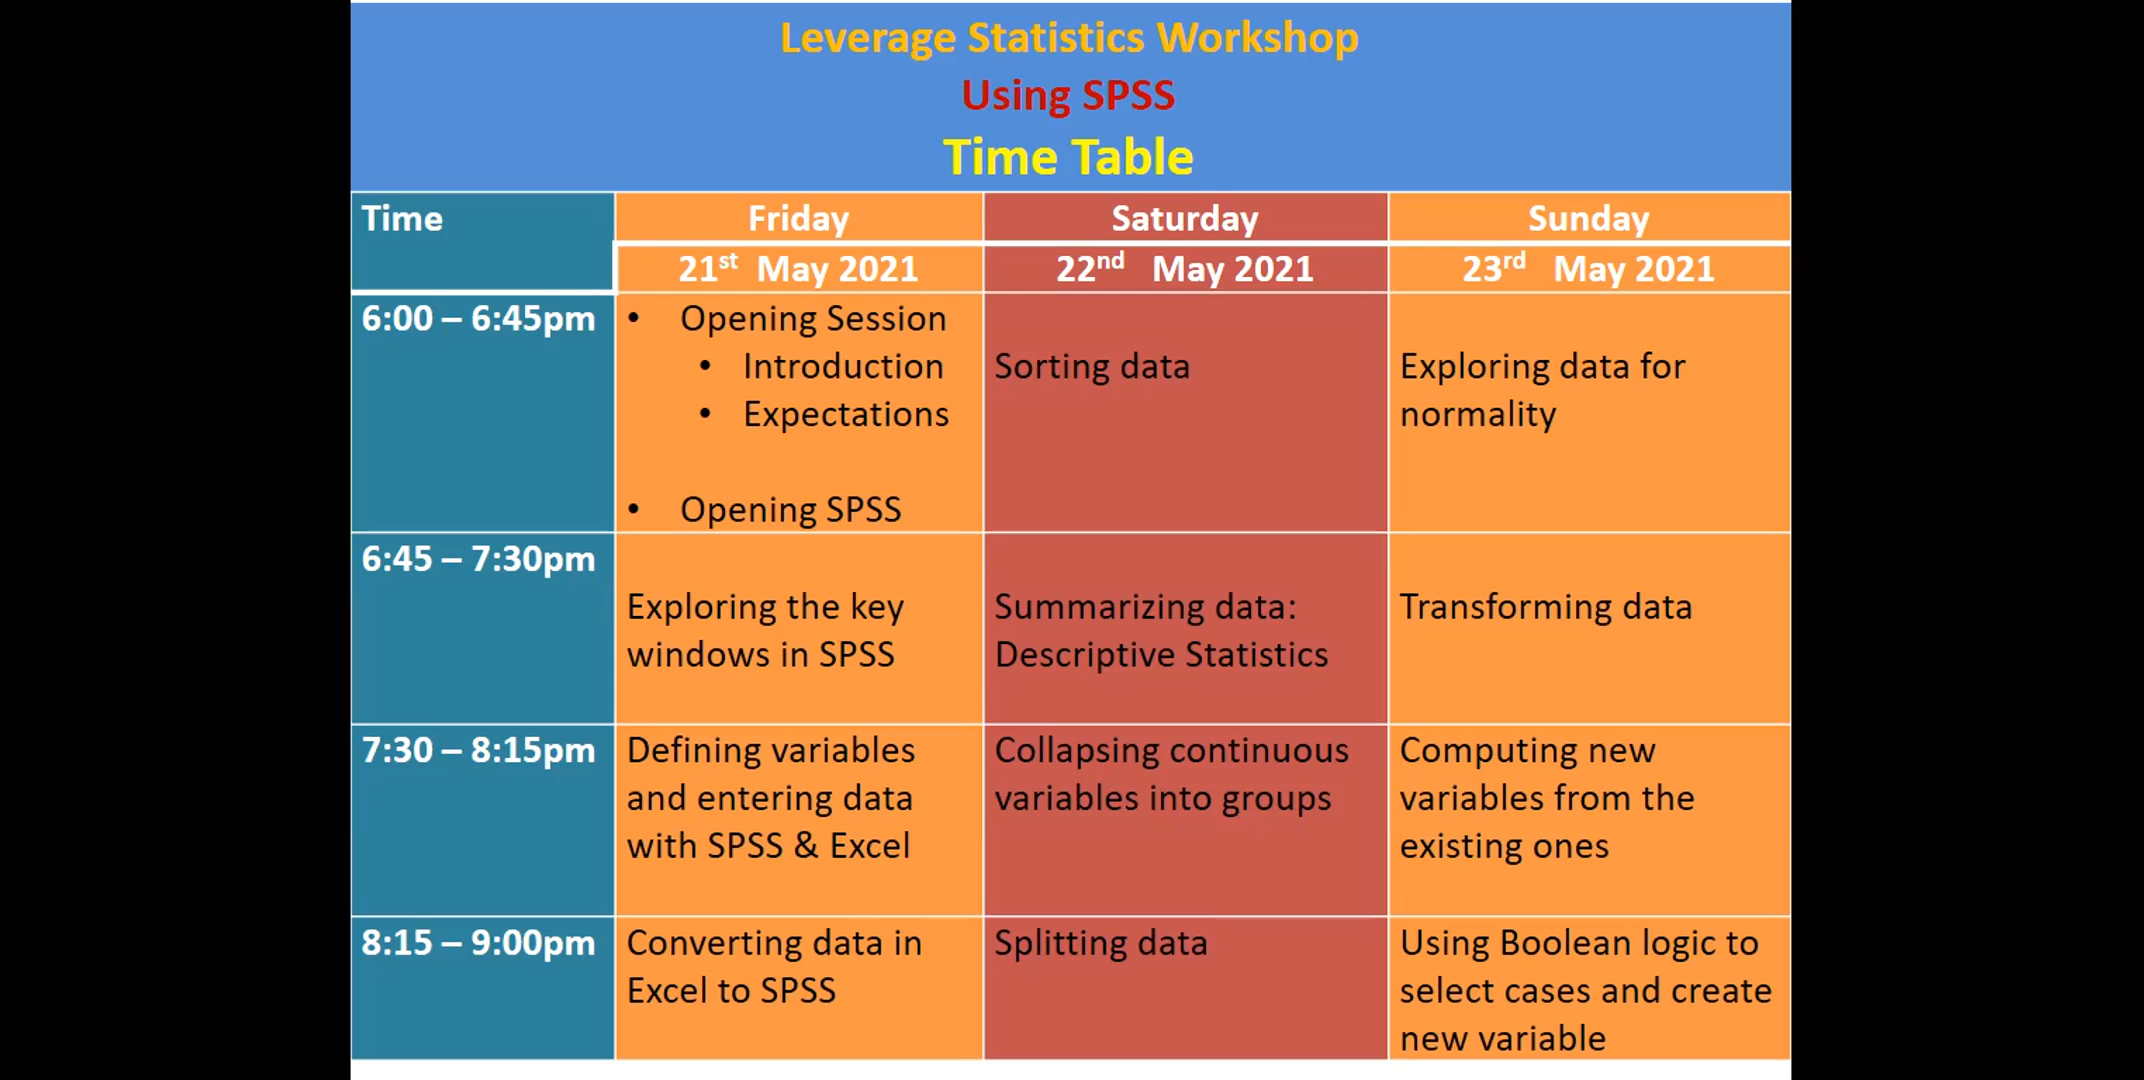 Leverage Statistics Workshop
Using SPSS
Time Table
Time
Friday
Saturday
Sunday
21st May 2021
22nd May 2021
23rd May 2021
6:00 – 6:45pm
• Opening Session
• Introduction
• Expectations
• Opening SPSS
Sorting data
Exploring data for
normality
6:45 – 7:30pm
Exploring the key
windows in SPSS
Summarizing data:
Descriptive Statistics
Transforming data
7:30 – 8:15pm
Defining variables
and entering data
with SPSS & Excel
Collapsing continuous
variables into groups
Computing new
variables from the
existing ones
8:15 – 9:00pm
Converting data in
Excel to SPSS
Splitting data
Using Boolean logic to
select cases and create
new variable